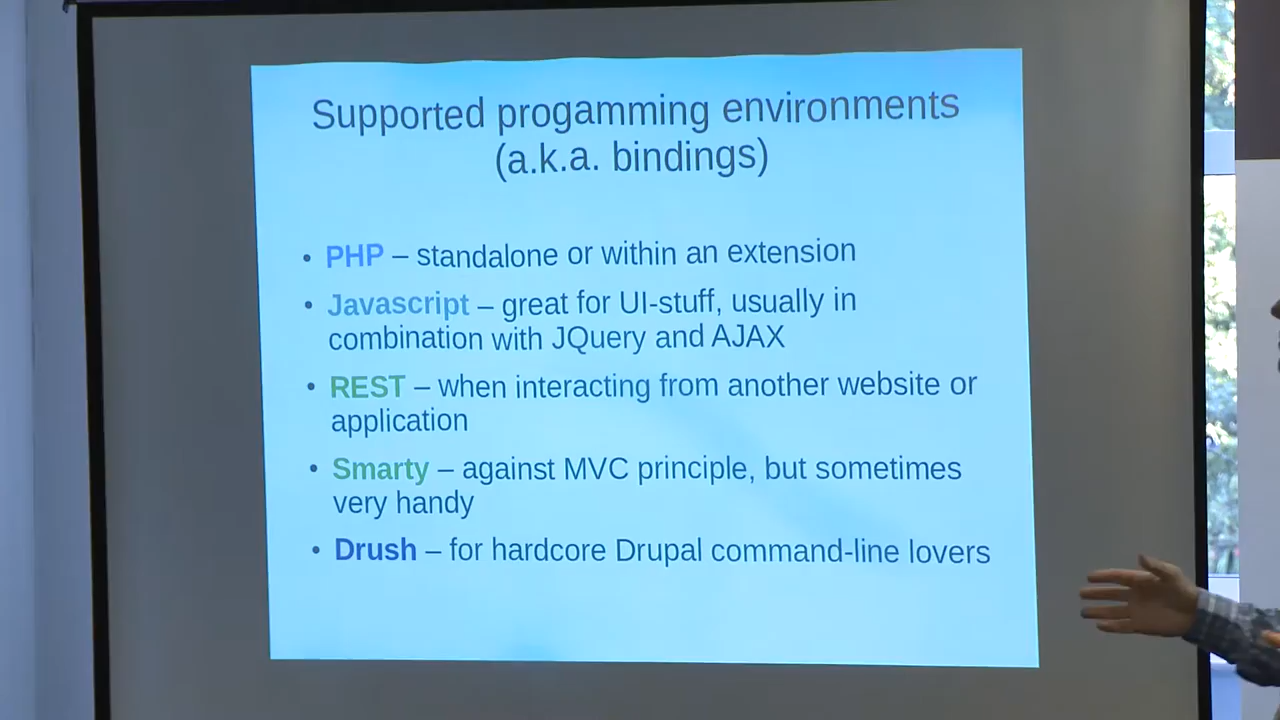 Supported progamming environments
(a.k.a. bindings)
• PHP – standalone or within an extension
• Javascript – great for UI-stuff, usually in
combination with JQuery and AJAX
• REST – when interacting from another website or
application
• Smarty – against MVC principle, but sometimes
very handy
• Drush – for hardcore Drupal command-line lovers